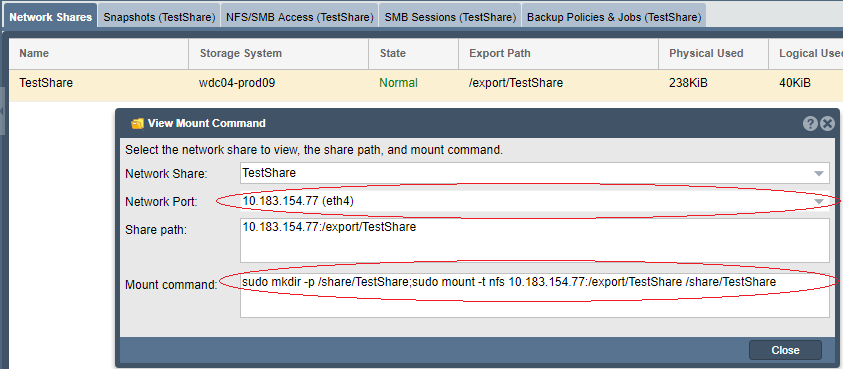 Network Shares Snapshots (TestShare) NFS/SMB Access (TestShare) SMB Sessions (TestShare) Backup Policies & Jobs (TestShare)
Name Storage System State Export Path Physical Used Logical Used
TestShare wdc04-prod09 Normal /export/TestShare 238KiB 40KiB
View Mount Command
Select the network share to view, the share path, and mount command.
Network Share: TestShare
Network Port: 10.183.154.77 (eth4)
Share path: 10.183.154.77:/export/TestShare
Mount command: sudo mkdir -p /share/TestShare;sudo mount -t nfs 10.183.154.77:/export/TestShare /share/TestShare
Close